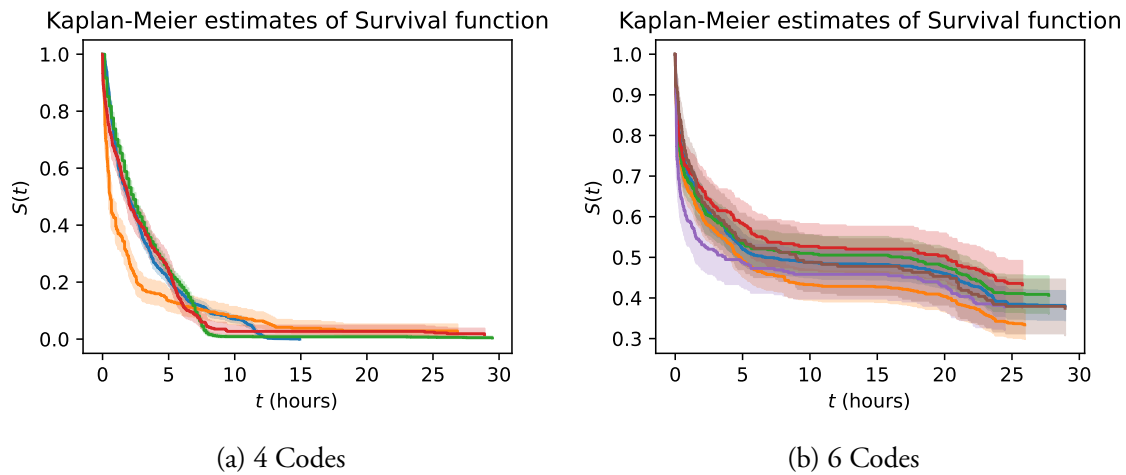 Kaplan-Meier estimates of Survival function
1.0
0.8
0.6
0.4
0.2
0.0
S(t)
0 5 10 15 20 25 30
t (hours)
(a) 4 Codes
Kaplan-Meier estimates of Survival function
1.0
0.9
0.8
0.7
0.6
0.5
0.4
0.3
S(t)
0 5 10 15 20 25 30
t (hours)
(b) 6 Codes